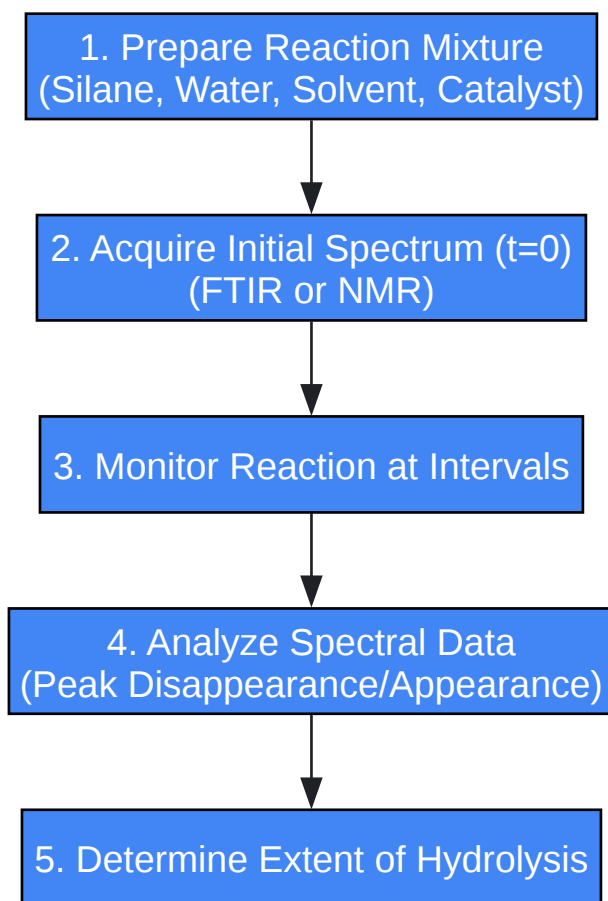 1. Prepare Reaction Mixture
(Silane, Water, Solvent, Catalyst)
2. Acquire Initial Spectrum (t=0)
(FTIR or NMR)
3. Monitor Reaction at Intervals
4. Analyze Spectral Data
(Peak Disappearance/Appearance)
5. Determine Extent of Hydrolysis